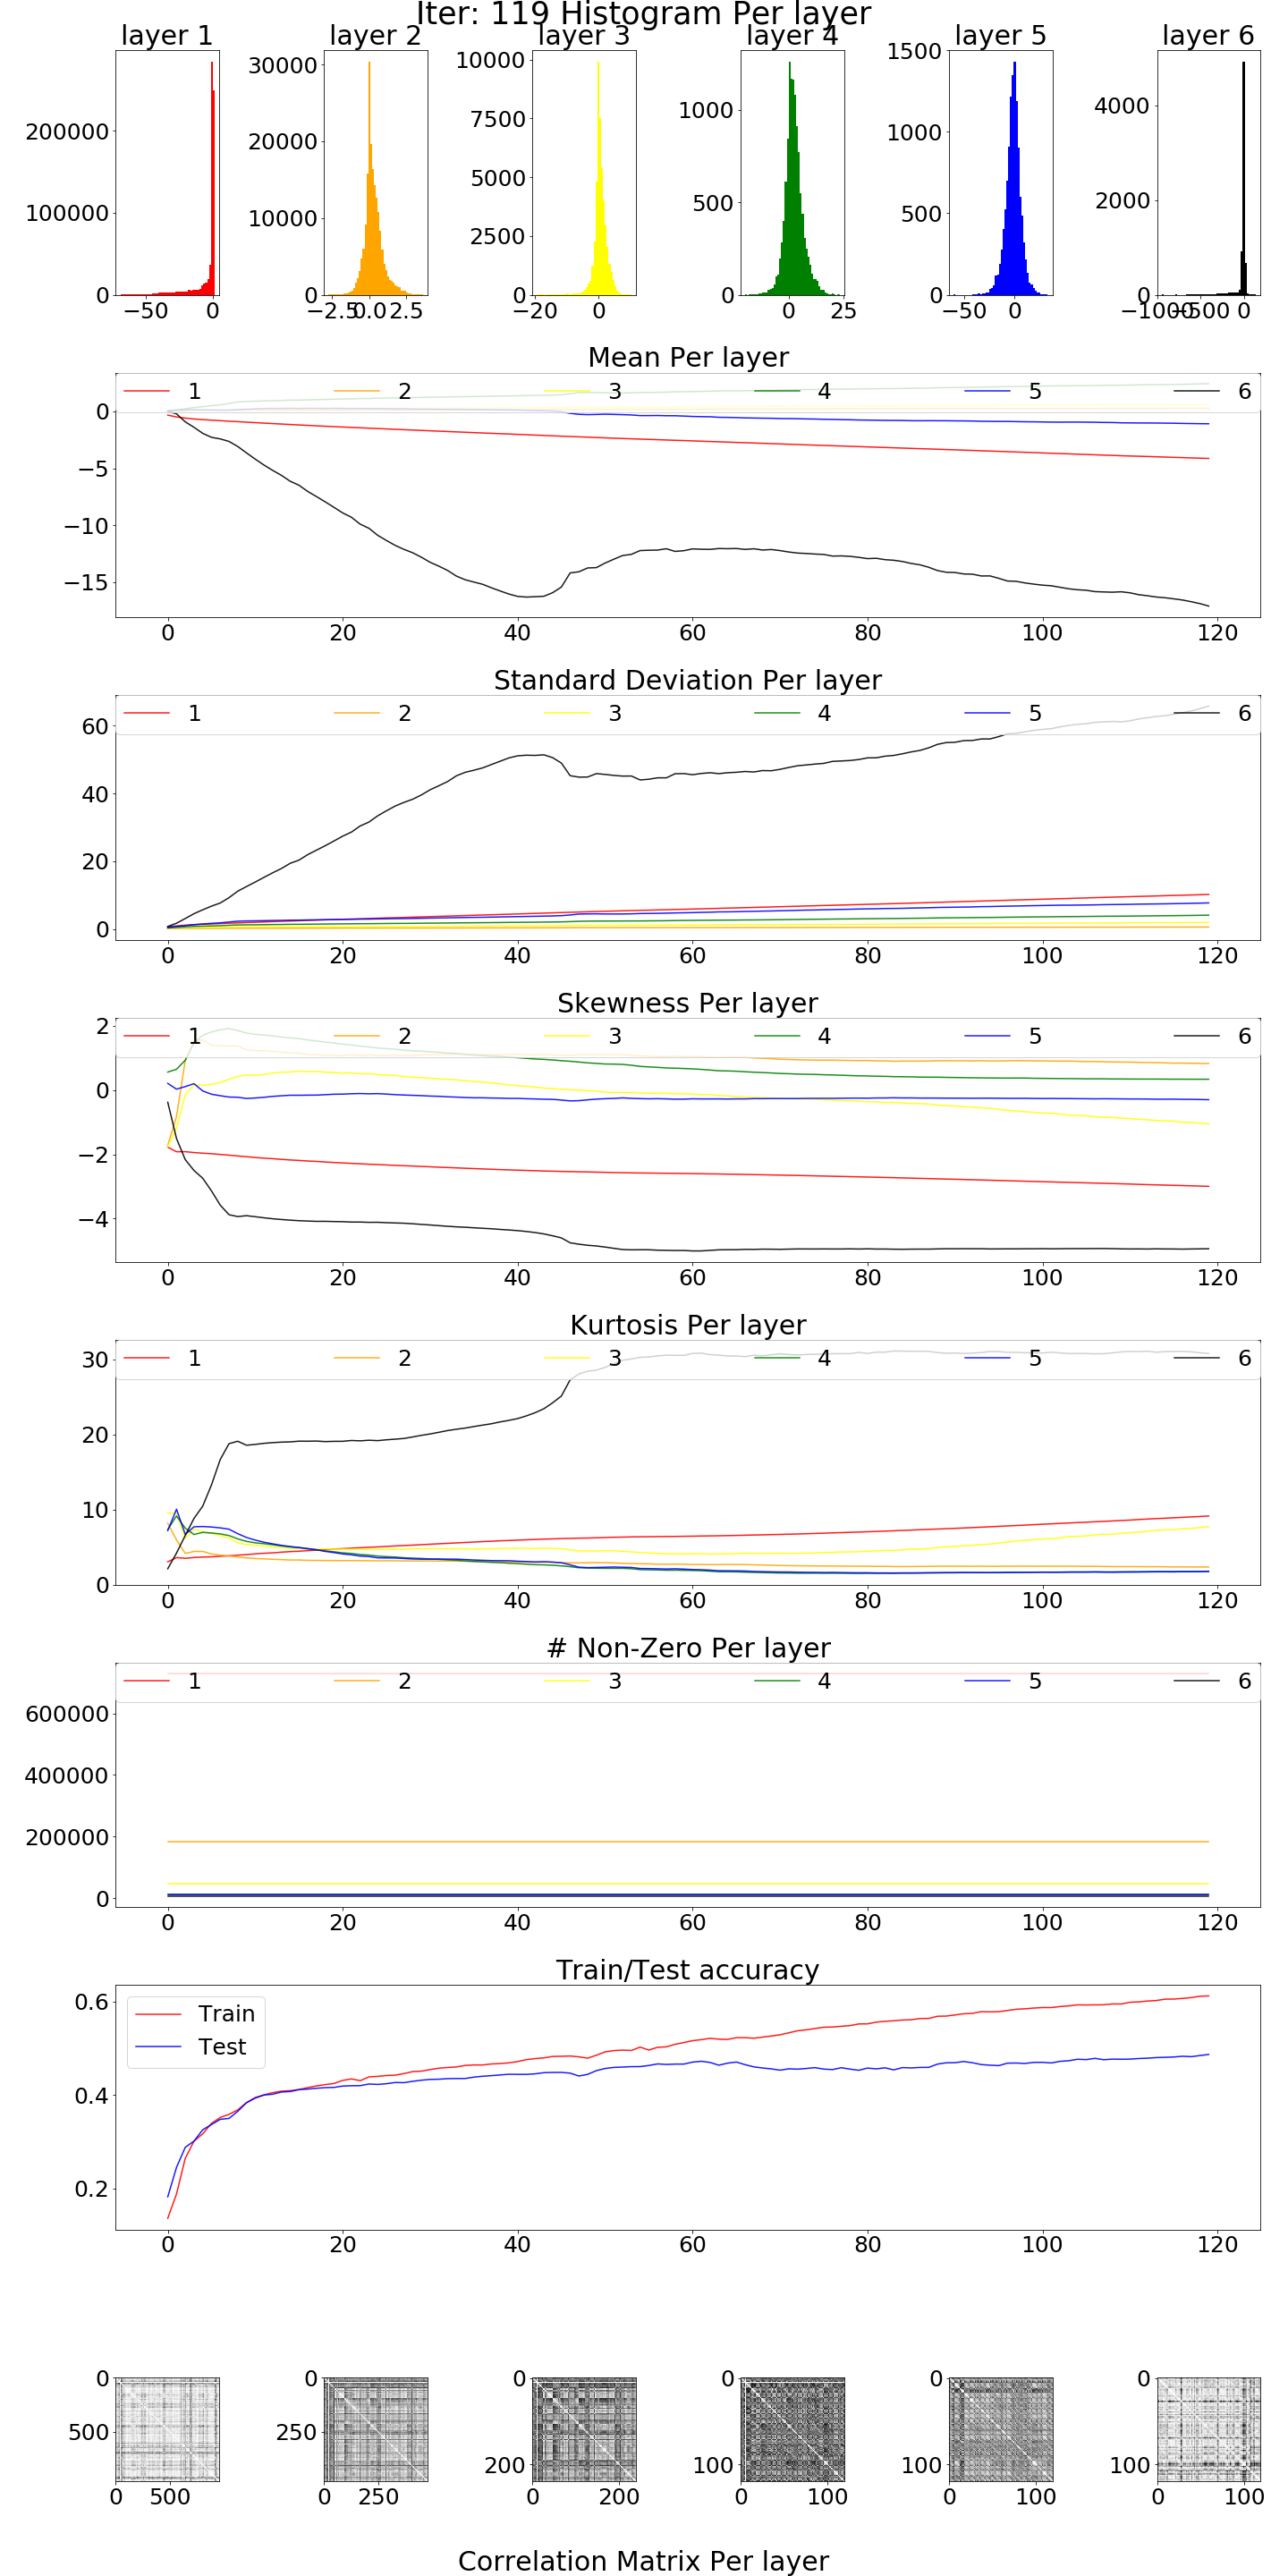 Iter: 119 Histogram Per layer
layer 1 layer 2 layer 3 layer 4 layer 5 layer 6
200000 100000 0 −50 0
30000 20000 10000 0 −2.5 0.0 2.5
10000 7500 5000 2500 0 −20 0
1000 500 0 0 25
1500 1000 500 0 −50 0
4000 2000 0 −1000 −500 0
Mean Per layer
1 2 3 4 5 6
0
−5
−10
−15
0 20 40 60 80 100 120
Standard Deviation Per layer
1 2 3 4 5 6
60
40
20
0
0 20 40 60 80 100 120
Skewness Per layer
1 2 3 4 5 6
2
0
−2
−4
0 20 40 60 80 100 120
Kurtosis Per layer
1 2 3 4 5 6
30
20
10
0
0 20 40 60 80 100 120
# Non-Zero Per layer
1 2 3 4 5 6
600000
400000
200000
0
0 20 40 60 80 100 120
Train/Test accuracy
Train
Test
0.6
0.4
0.2
0 20 40 60 80 100 120
0 500 0 500
0 250 0 250
0 200 0 200
0 100 0 100
0 100 0 100
0 100 0 100
Correlation Matrix Per layer